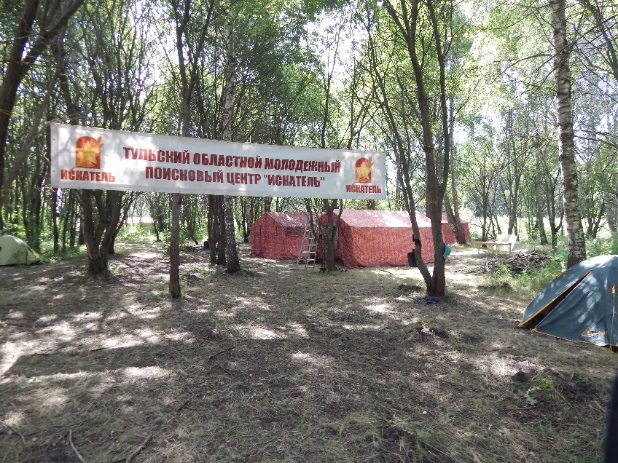 ТУЛЬСКИЙ ОБЛАСТНОЙ МОЛОДЕЖНЫЙ
ПОИСКОВЫЙ ЦЕНТР "ИСКАТЕЛЬ"
ИСКАТЕЛЬ
ИСКАТЕЛЬ